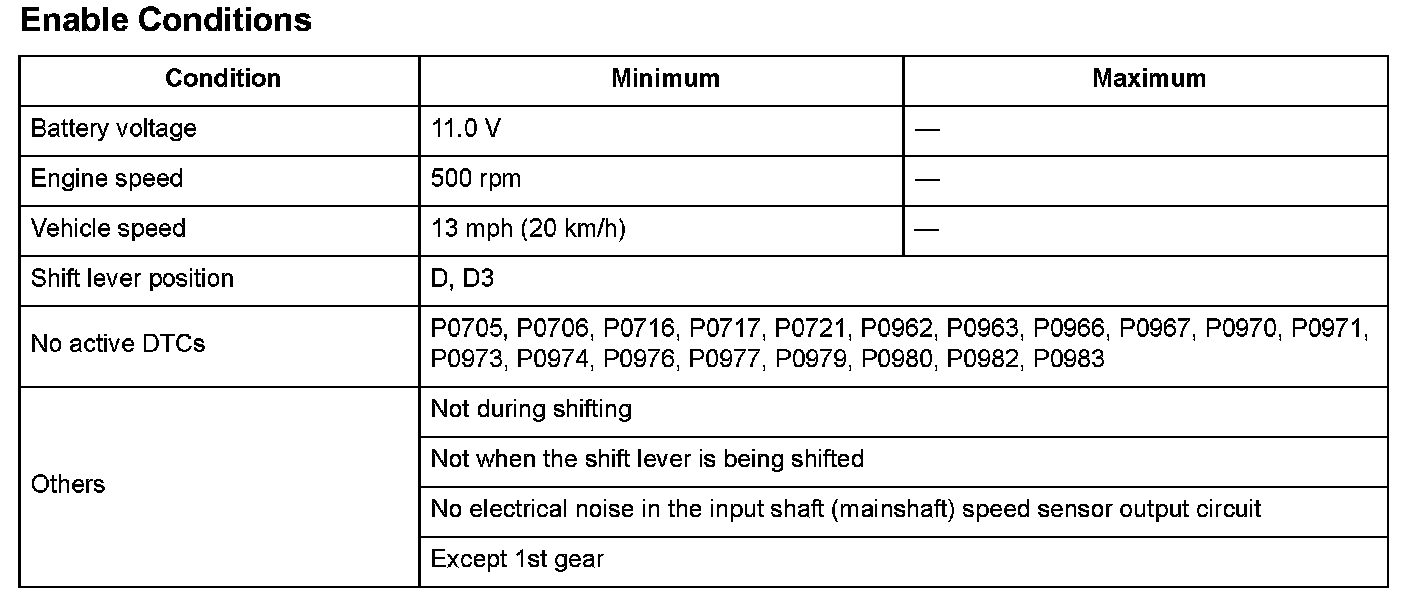 Enable Conditions
Condition Minimum Maximum
Battery voltage 11.0 V —
Engine speed 500 rpm —
Vehicle speed 13 mph (20 km/h) —
Shift lever position D, D3
No active DTCs P0705, P0706, P0716, P0717, P0721, P0962, P0963, P0966, P0967, P0970, P0971,
P0973, P0974, P0976, P0977, P0979, P0980, P0982, P0983
Others
Not during shifting
Not when the shift lever is being shifted
No electrical noise in the input shaft (mainshaft) speed sensor output circuit
Except 1st gear